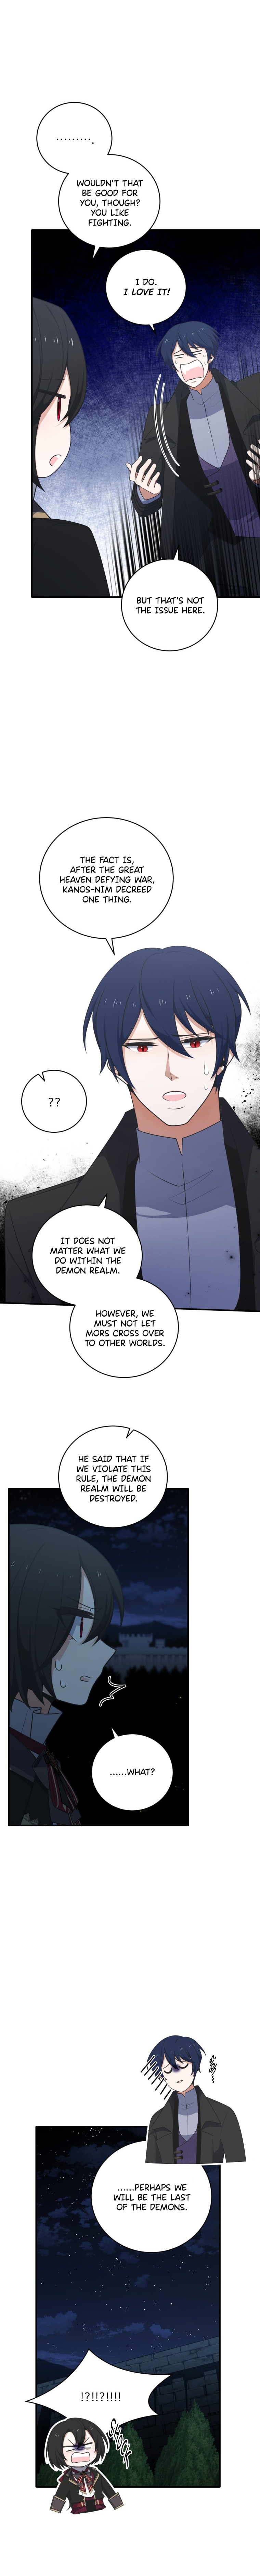 ..........
WOULDN'T THAT
BE GOOD FOR
YOU, THOUGH?
YOU LIKE
FIGHTING.
I DO.
I LOVE IT!
BUT THAT'S NOT
THE ISSUE HERE.
THE FACT IS,
AFTER THE GREAT
HEAVEN DEFYING WAR,
KANOS-NIM DECREED
ONE THING.
??
IT DOES NOT
MATTER WHAT WE
DO WITHIN THE
DEMON REALM.
HOWEVER, WE
MUST NOT LET
MORS CROSS OVER
TO OTHER WORLDS.
HE SAID THAT IF
WE VIOLATE THIS
RULE, THE DEMON
REALM WILL BE
DESTROYED.
......WHAT?
......PERHAPS WE
WILL BE THE LAST
OF THE DEMONS.
!?!!?!!!!